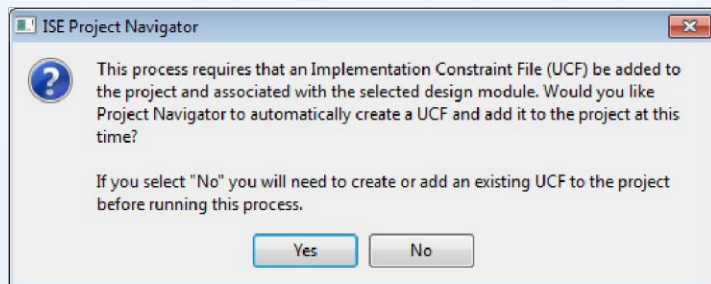 ISE Project Navigator
This process requires that an Implementation Constraint File (UCF) be added to
the project and associated with the selected design module. Would you like
Project Navigator to automatically create a UCF and add it to the project at this
time?
If you select "No" you will need to create or add an existing UCF to the project
before running this process.
Yes
No